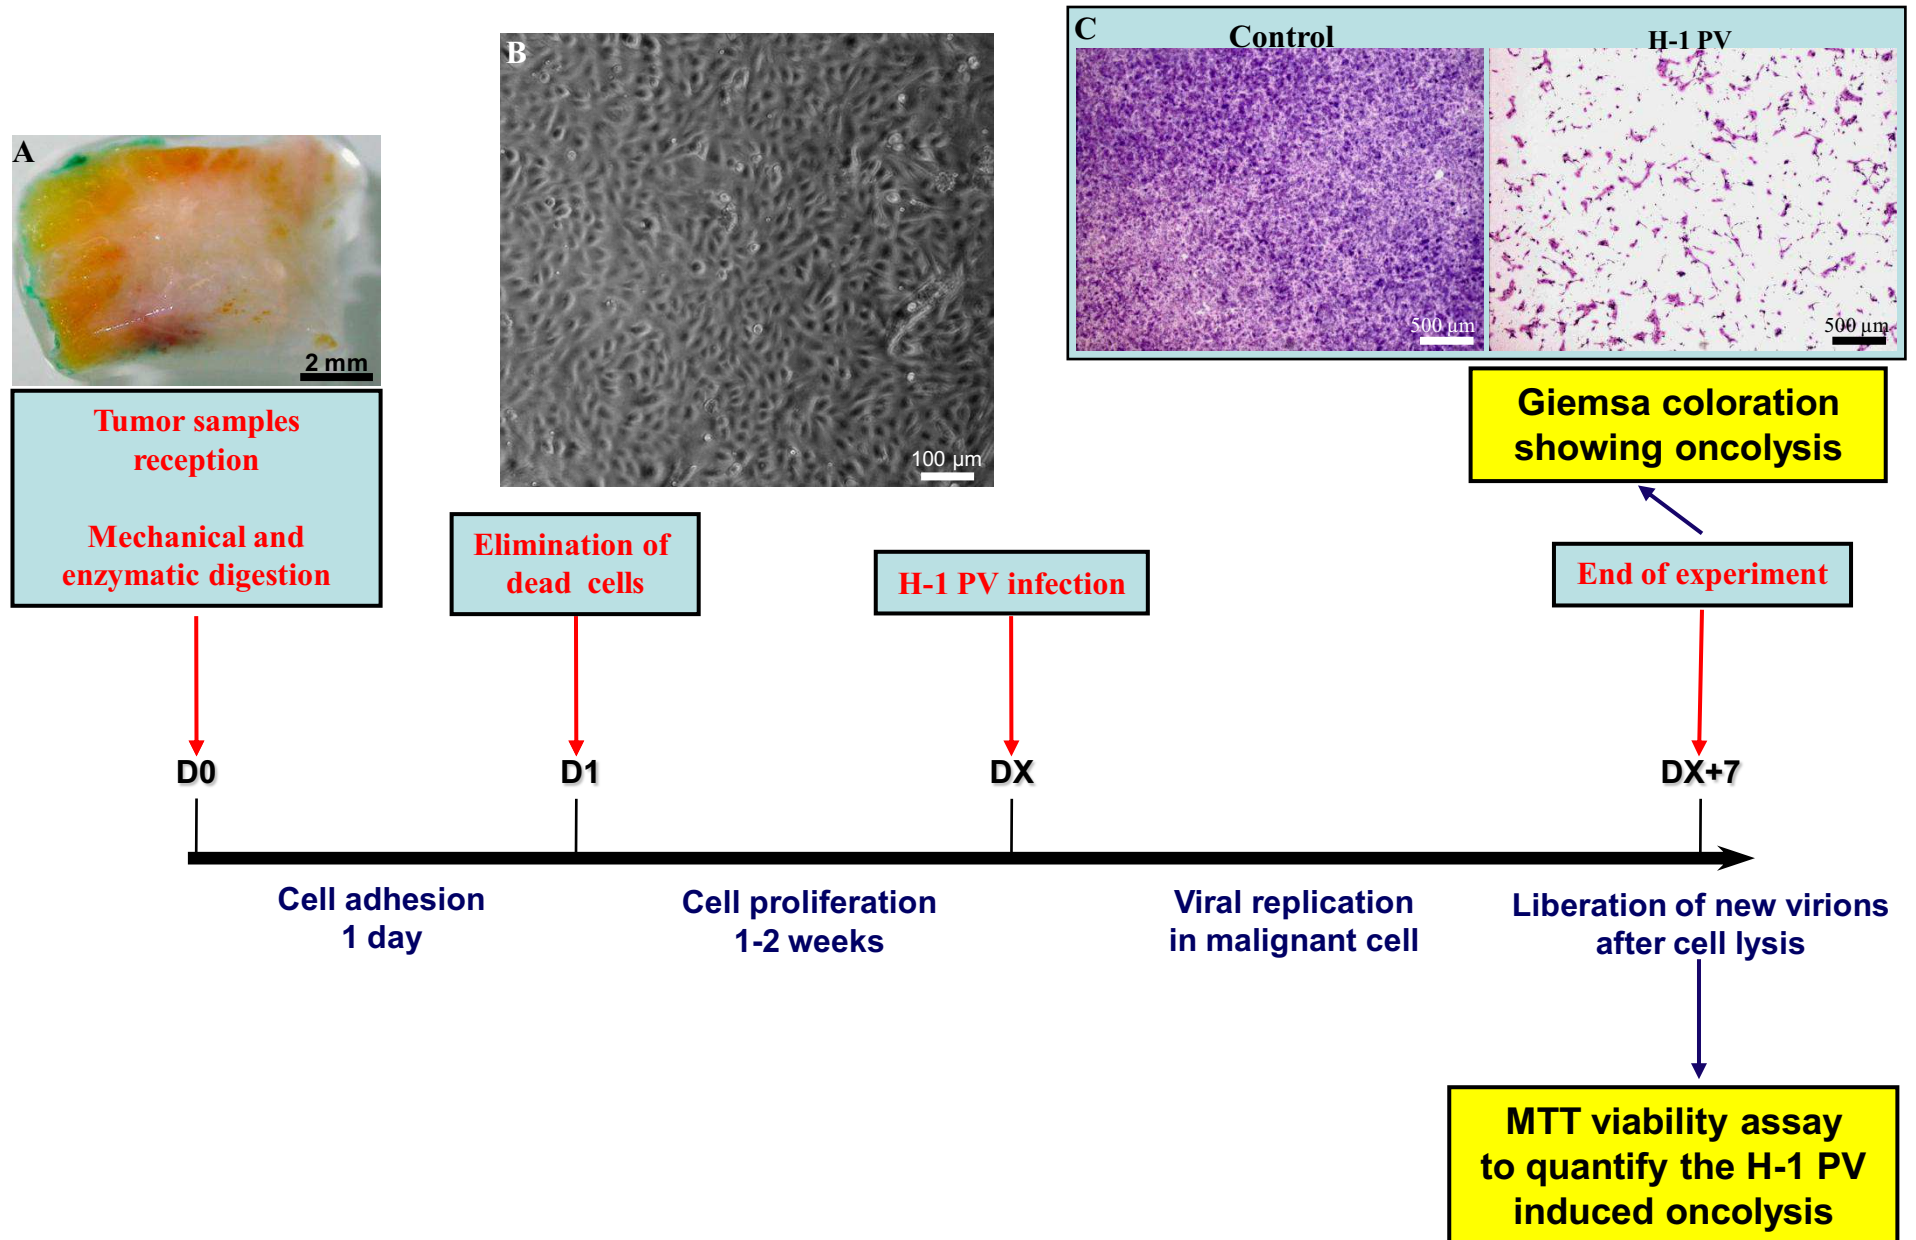 A
2 mm
B
100 µm
C
Control
H-1 PV
500 µm
500 µm
Tumor samples
reception
Mechanical and
enzymatic digestion
Elimination of
dead cells
H-1 PV infection
Giemsa coloration
showing oncolysis
End of experiment
D0
D1
DX
DX+7
Cell adhesion
1 day
Cell proliferation
1-2 weeks
Viral replication
in malignant cell
Liberation of new virions
after cell lysis
MTT viability assay
to quantify the H-1 PV
induced oncolysis